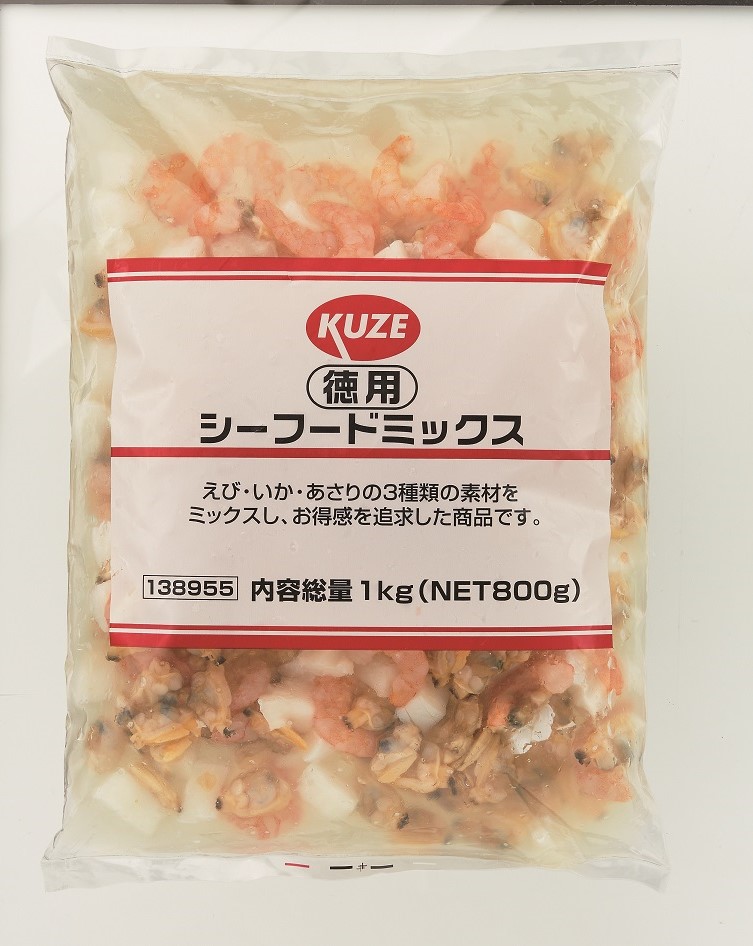 KUZE
徳用
シーフードミックス
えび・いか・あさりの3種類の素材を
ミックスし、お得感を追求した商品です。
138955 内容総量1kg(NET800g)